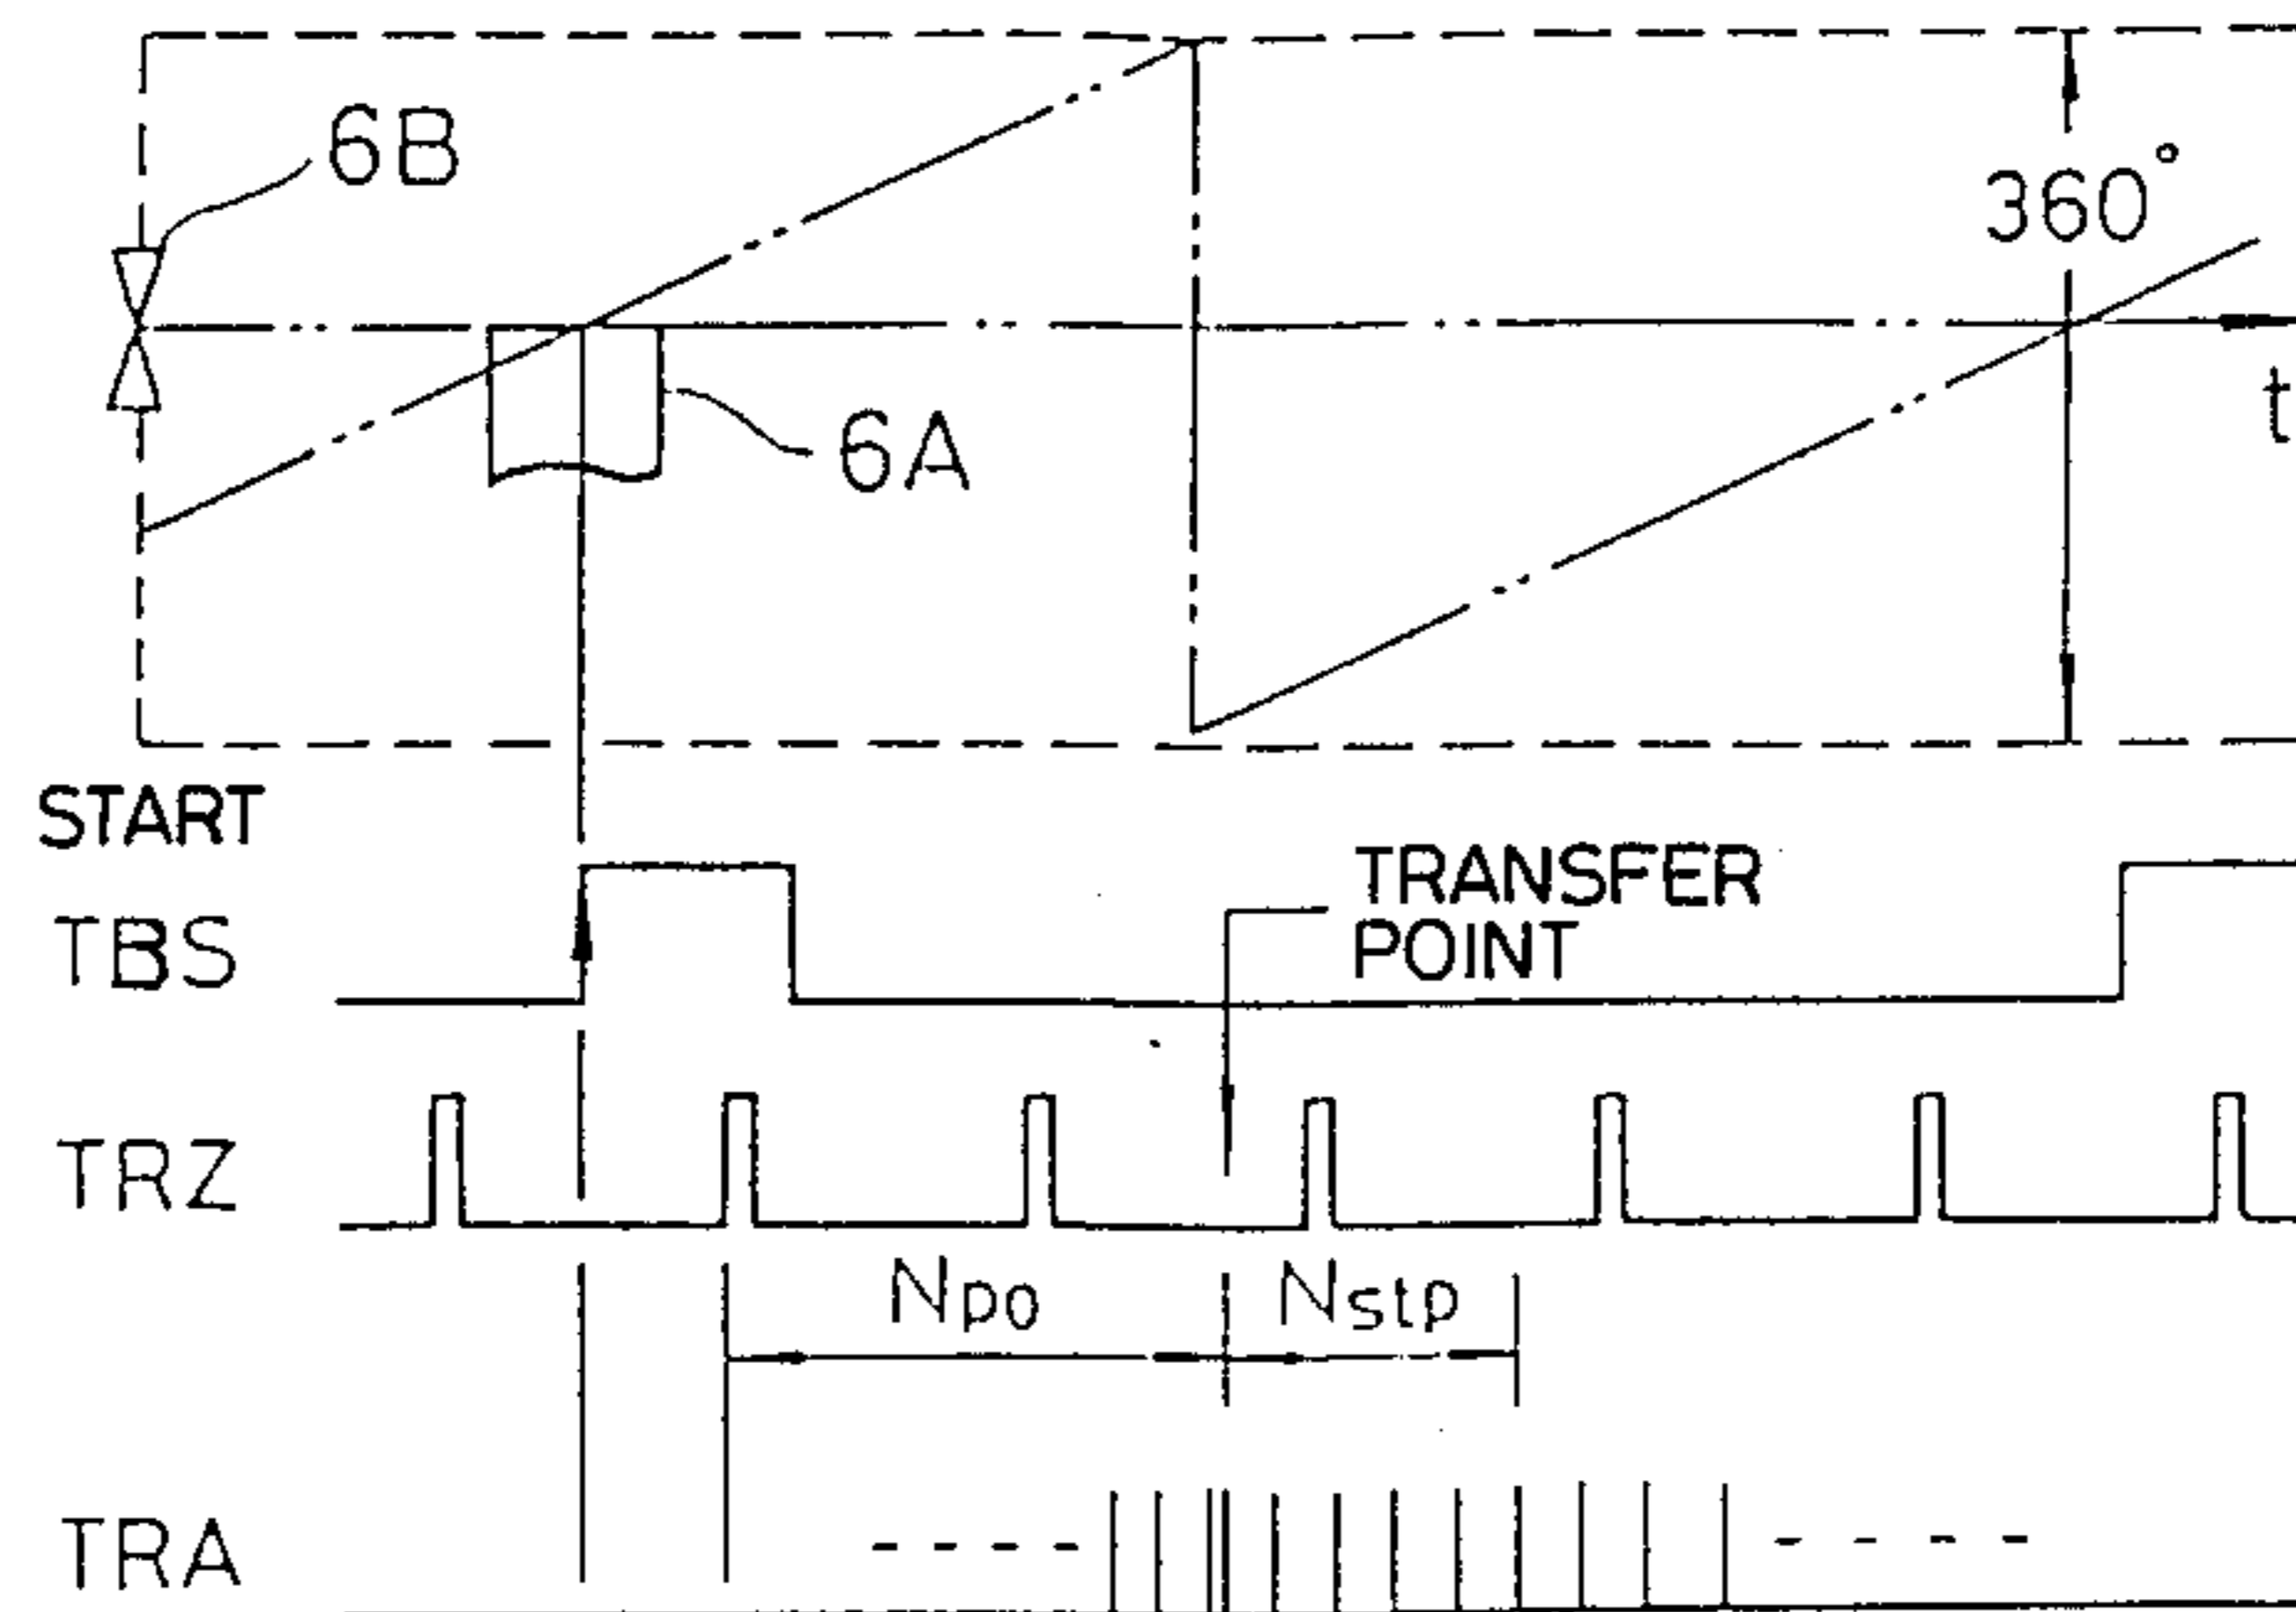 6B
360°
6A
t
START
TBS
TRANSFER
POINT
TRZ
Npo
Nstp
TRA